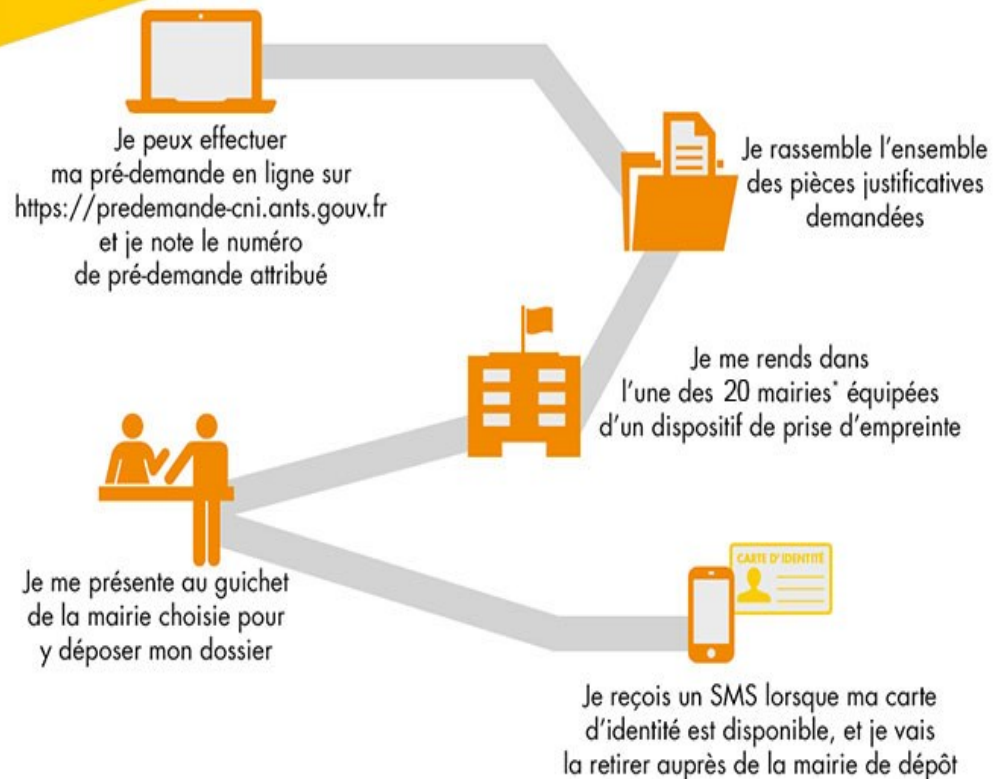 Je peux effectuer
ma pré-demande en ligne sur
https://predemande-cni.ants.gouv.fr
et je note le numéro
de pré-demande attribué
Je rassemble l'ensemble
des pièces justificatives
demandées
Je me rends dans
l'une des 20 mairies* équipées
d'un dispositif de prise d'empreinte
Je me présente au guichet
de la mairie choisie pour
y déposer mon dossier
CARTE D'IDENTITÉ
Je reçois un SMS lorsque ma carte
d'identité est disponible, et je vais
la retirer auprès de la mairie de dépôt